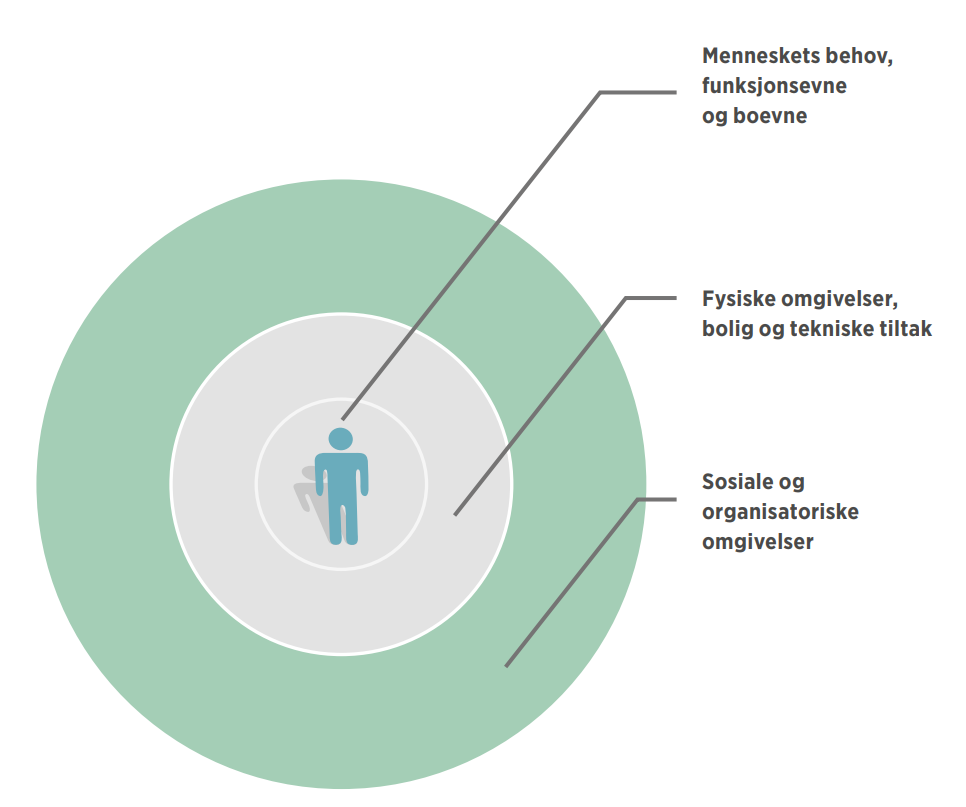 Menneskets behov,
funksjonsevne
og boevne
Fysiske omgivelser,
bolig og tekniske tiltak
Sosiale og
organisatoriske
omgivelser